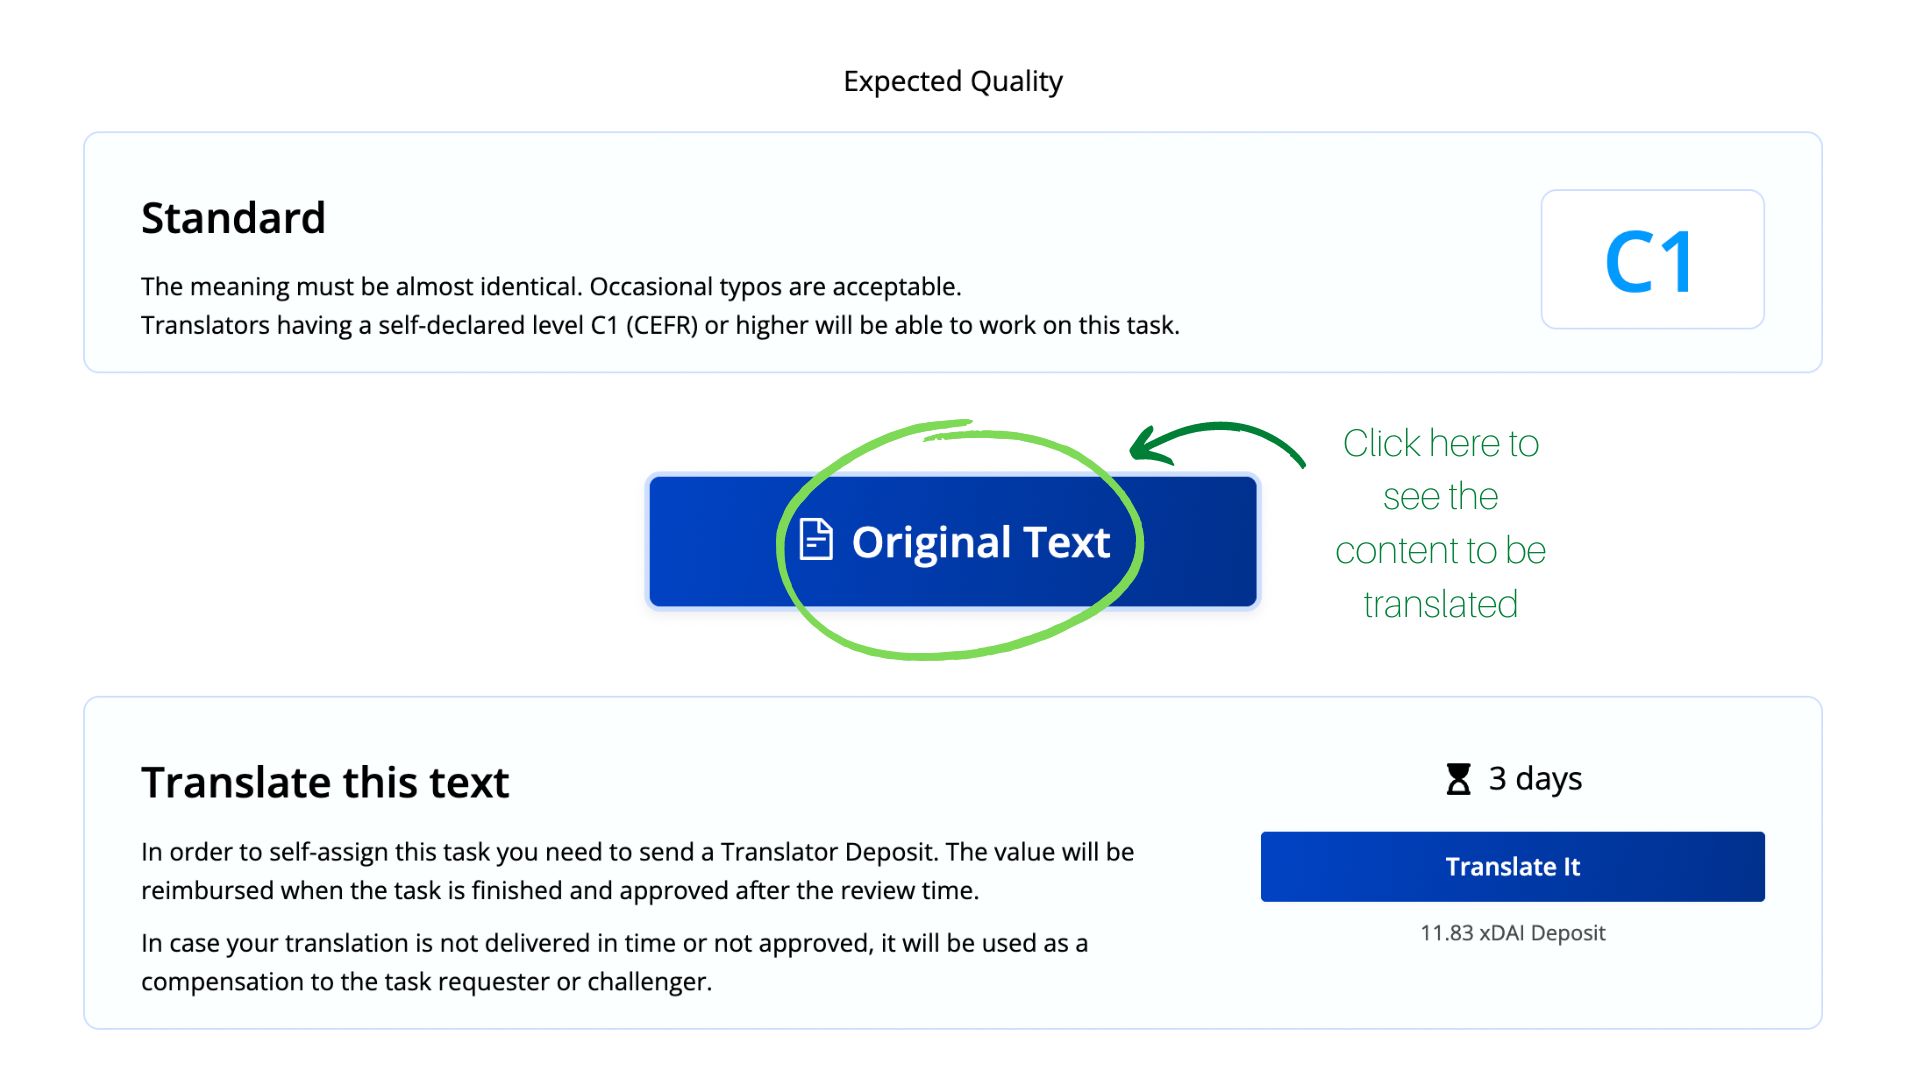 Expected Quality
Standard
C1
The meaning must be almost identical. Occasional typos are acceptable.
Translators having a self-declared level C1 (CEFR) or higher will be able to work on this task.
Original Text
Click here to
see the
content to be
translated
Translate this text
3 days
In order to self-assign this task you need to send a Translator Deposit. The value will be
reimbursed when the task is finished and approved after the review time.
In case your translation is not delivered in time or not approved, it will be used as a
compensation to the task requester or challenger.
Translate It
11.83 xDAI Deposit